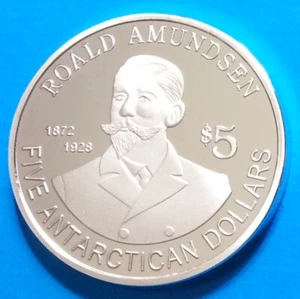 ROALD AMUNDSEN
1872
1928
$5
FIVE ANTARCTICAN DOLLARS